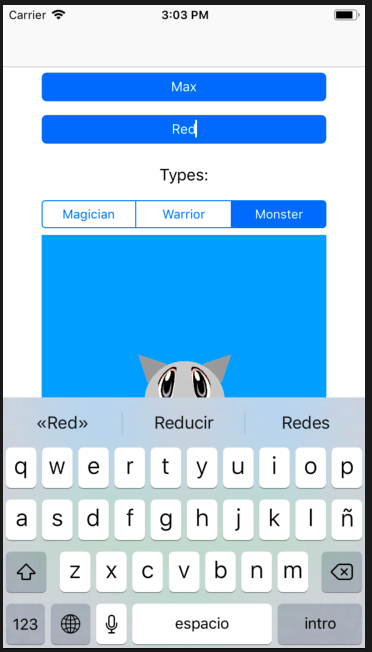 Carrier 3:03 PM
Max
Red
Types:
Magician Warrior Monster
«Red» Reducir Redes
q w e r t y u i o p
a s d f g h j k l ñ
z x c v b n m
123 espacio intro